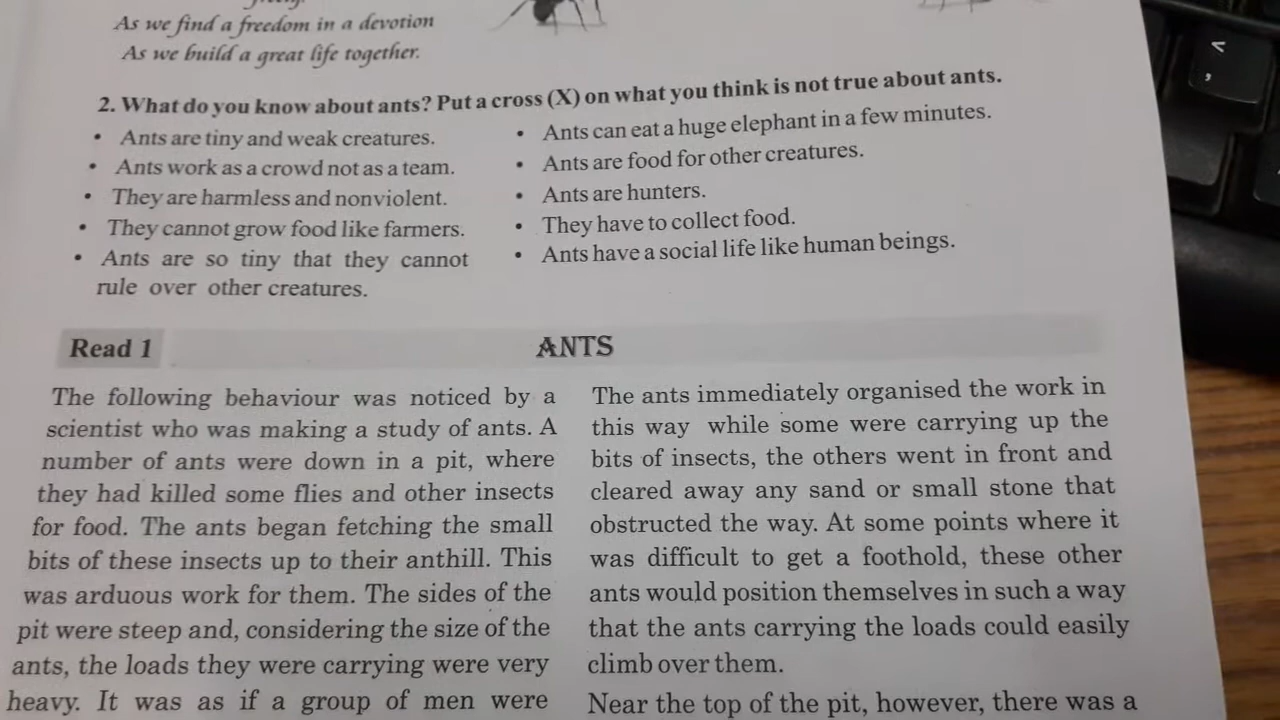 As we find a freedom in a devotion
As we build a great life together.
2. What do you know about ants? Put a cross (X) on what you think is not true about ants.
• Ants are tiny and weak creatures.
• Ants work as a crowd not as a team.
• They are harmless and nonviolent.
• They cannot grow food like farmers.
• Ants are so tiny that they cannot
rule over other creatures.
• Ants can eat a huge elephant in a few minutes.
• Ants are food for other creatures.
• Ants are hunters.
• They have to collect food.
• Ants have a social life like human beings.
Read 1
ANTS
The following behaviour was noticed by a
scientist who was making a study of ants. A
number of ants were down in a pit, where
they had killed some flies and other insects
for food. The ants began fetching the small
bits of these insects up to their anthill. This
was arduous work for them. The sides of the
pit were steep and, considering the size of the
ants, the loads they were carrying were very
heavy. It was as if a group of men were
The ants immediately organised the work in
this way while some were carrying up the
bits of insects, the others went in front and
cleared away any sand or small stone that
obstructed the way. At some points where it
was difficult to get a foothold, these other
ants would position themselves in such a way
that the ants carrying the loads could easily
climb over them.
Near the top of the pit, however, there was a
<
,